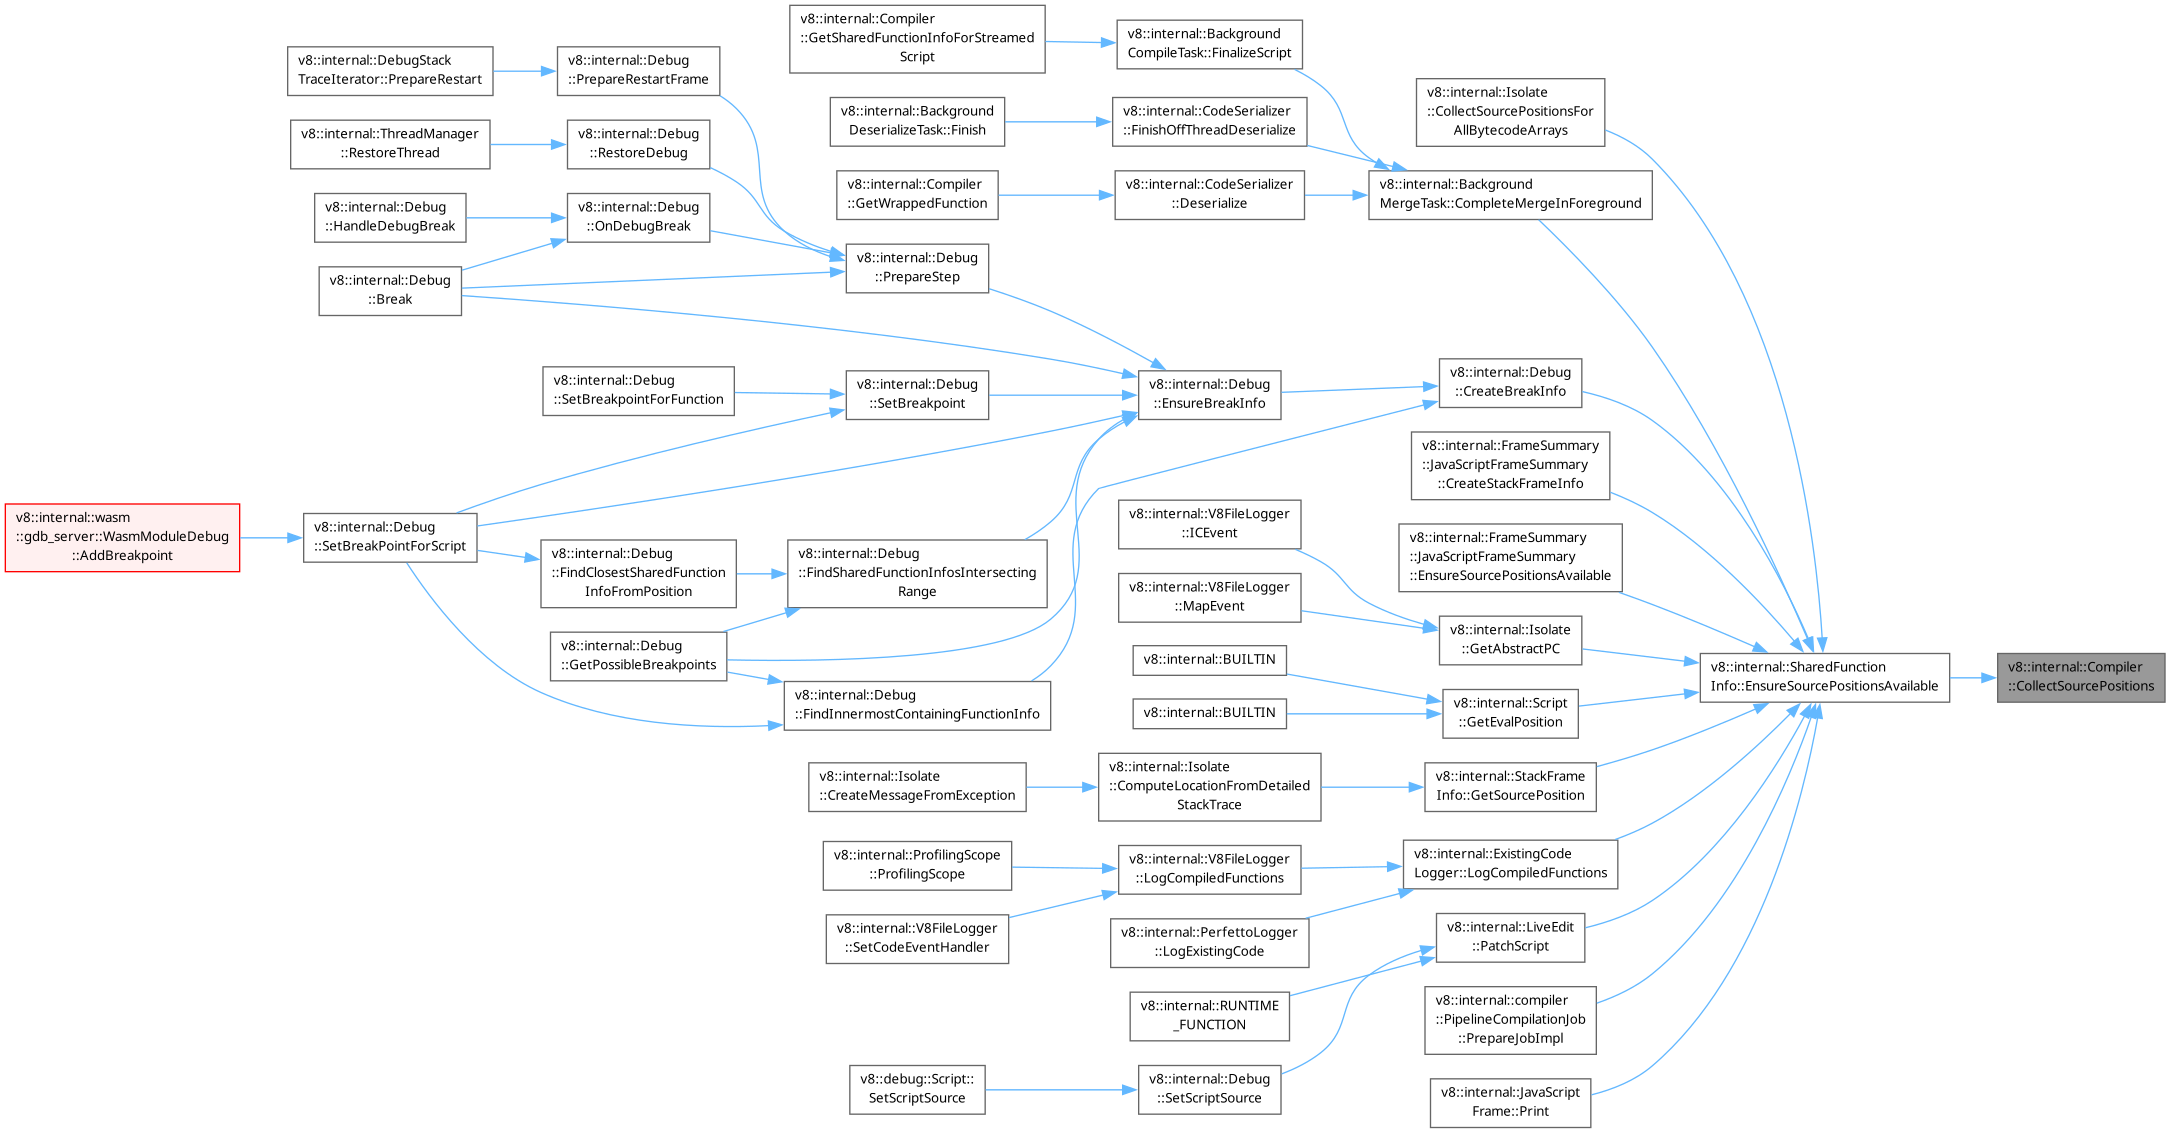 v8::internal::Compiler
::GetSharedFunctionInfoForStreamed
Script
v8::internal::Background
CompileTask::FinalizeScript
v8::internal::DebugStack
TraceIterator::PrepareRestart
v8::internal::Debug
::PrepareRestartFrame
v8::internal::Isolate
::CollectSourcePositionsFor
AllBytecodeArrays
v8::internal::Background
DeserializeTask::Finish
v8::internal::CodeSerializer
::FinishOffThreadDeserialize
v8::internal::ThreadManager
::RestoreThread
v8::internal::Debug
::RestoreDebug
v8::internal::Compiler
::GetWrappedFunction
v8::internal::CodeSerializer
::Deserialize
v8::internal::Background
MergeTask::CompleteMergeInForeground
v8::internal::Debug
::HandleDebugBreak
v8::internal::Debug
::OnDebugBreak
v8::internal::Debug
::PrepareStep
v8::internal::Debug
::Break
v8::internal::Debug
::SetBreakpointForFunction
v8::internal::Debug
::SetBreakpoint
v8::internal::Debug
::EnsureBreakInfo
v8::internal::Debug
::CreateBreakInfo
v8::internal::FrameSummary
::JavaScriptFrameSummary
::CreateStackFrameInfo
v8::internal::wasm
::gdb_server::WasmModuleDebug
::AddBreakpoint
v8::internal::Debug
::SetBreakPointForScript
v8::internal::Debug
::FindClosestSharedFunction
InfoFromPosition
v8::internal::Debug
::FindSharedFunctionInfosIntersecting
Range
v8::internal::V8FileLogger
::ICEvent
v8::internal::FrameSummary
::JavaScriptFrameSummary
::EnsureSourcePositionsAvailable
v8::internal::V8FileLogger
::MapEvent
v8::internal::Isolate
::GetAbstractPC
v8::internal::Debug
::GetPossibleBreakpoints
v8::internal::BUILTIN
v8::internal::SharedFunction
Info::EnsureSourcePositionsAvailable
v8::internal::Compiler
::CollectSourcePositions
v8::internal::Debug
::FindInnermostContainingFunctionInfo
v8::internal::BUILTIN
v8::internal::Script
::GetEvalPosition
v8::internal::Isolate
::CreateMessageFromException
v8::internal::Isolate
::ComputeLocationFromDetailed
StackTrace
v8::internal::StackFrame
Info::GetSourcePosition
v8::internal::ProfilingScope
::ProfilingScope
v8::internal::V8FileLogger
::LogCompiledFunctions
v8::internal::ExistingCode
Logger::LogCompiledFunctions
v8::internal::V8FileLogger
::SetCodeEventHandler
v8::internal::PerfettoLogger
::LogExistingCode
v8::internal::LiveEdit
::PatchScript
v8::internal::RUNTIME
_FUNCTION
v8::internal::compiler
::PipelineCompilationJob
::PrepareJobImpl
v8::debug::Script::
SetScriptSource
v8::internal::Debug
::SetScriptSource
v8::internal::JavaScript
Frame::Print